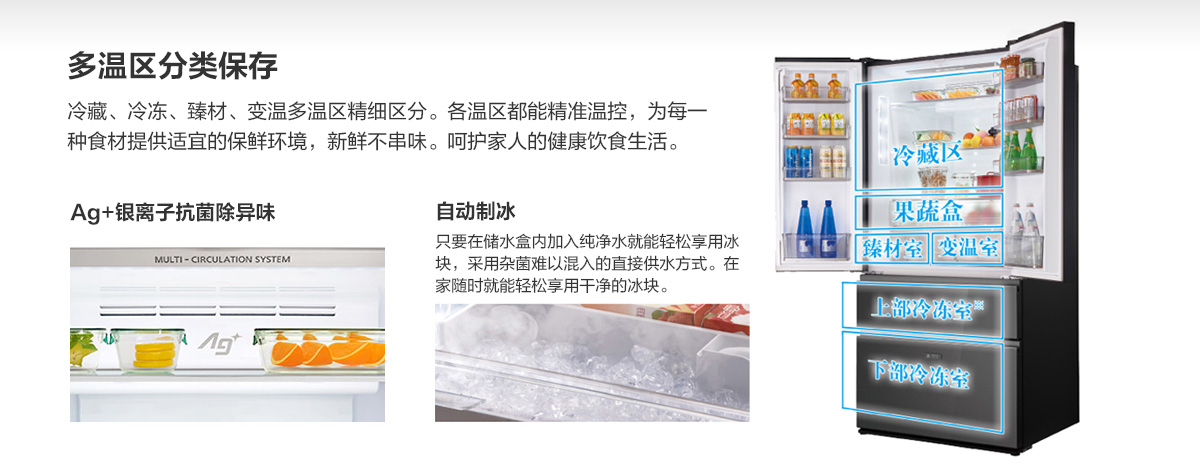 多温区分类保存
冷藏、冷冻、臻材、变温多温区精细区分。各温区都能精准温控，为每一
种食材提供适宜的保鲜环境，新鲜不串味。呵护家人的健康饮食生活。
Ag+银离子抗菌除异味
MULTI-CIRCULATION SYSTEM
Ag+
自动制冰
只要在储水盒内加入纯净水就能轻松享用冰
块，采用杂菌难以混入的直接供水方式。在
家随时就能轻松享用干净的冰块。
冷藏区
果蔬盒
臻材室 变温室
上部冷冻室※
下部冷冻室